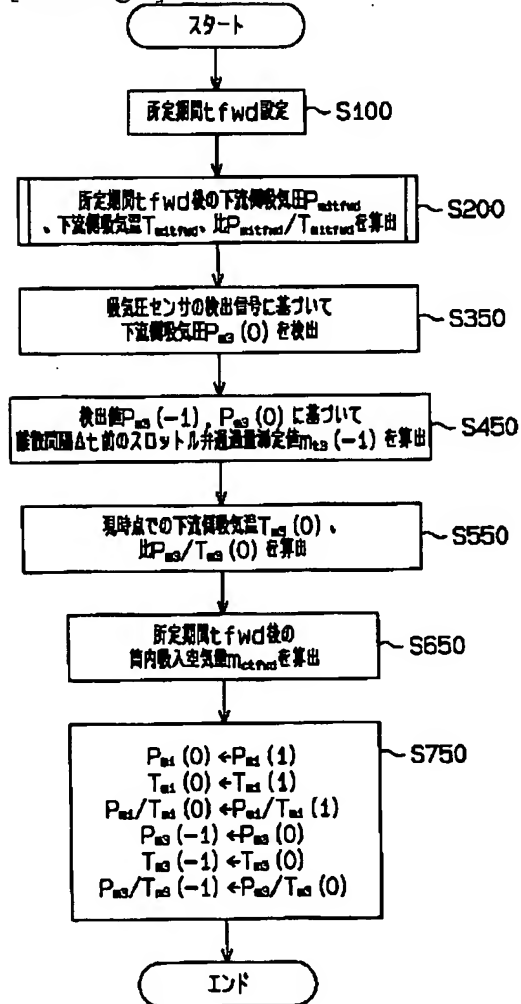 スタート
所定期間tfwd設定
S100
所定期間tfwd後の下流側吸気圧Pm1tfwd
、下流側吸気温Tm1tfwd、比Pm1tfwd/Tm1tfwdを算出
S200
吸気圧センサの検出信号に基づいて
下流側吸気圧Pm3(0)を検出
S350
検出値Pm3(-1), Pm3(0)に基づいて
離散間隔Δt前のスロットル弁通過量測定値mt3(-1)を算出
S450
現時点での下流側吸気温Tm3(0)、
比Pm3/Tm3(0)を算出
S550
所定期間tfwd後の
筒内吸入空気量mctfwdを算出
S650
Pm1(0)←Pm1(1)
Tm1(0)←Tm1(1)
Pm1/Tm1(0)←Pm1/Tm1(1)
Pm3(-1)←Pm3(0)
Tm3(-1)←Tm3(0)
Pm3/Tm3(-1)←Pm3/Tm3(0)
S750
エンド